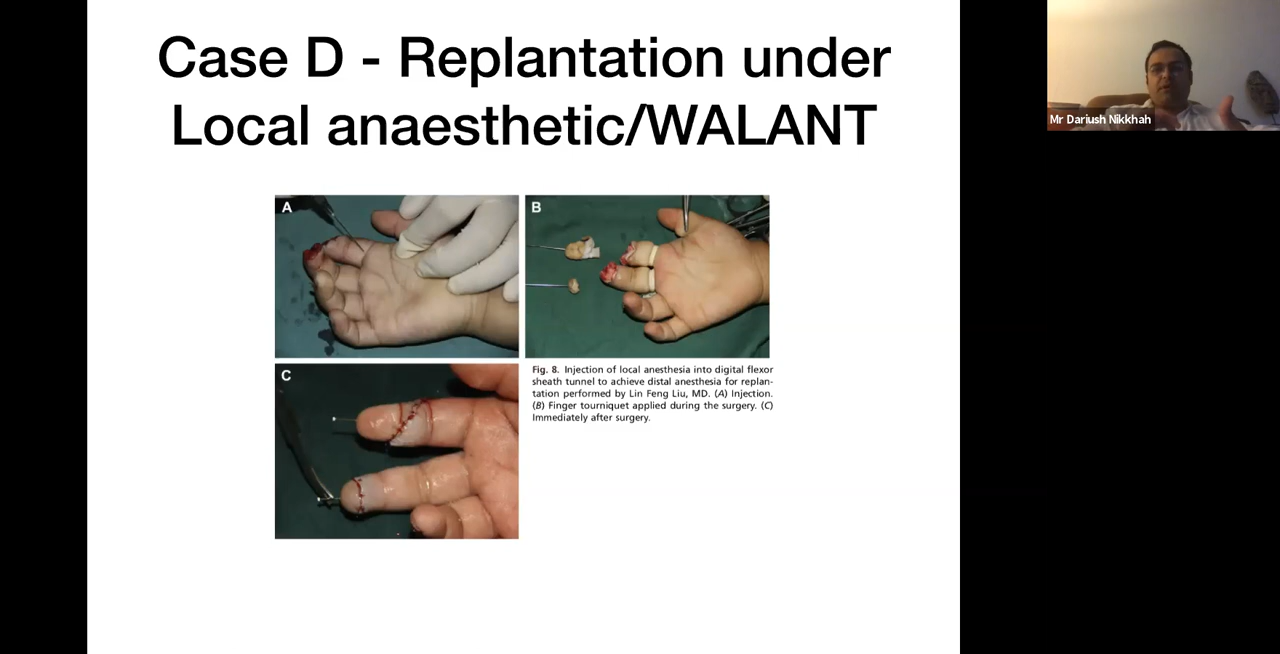 Case D - Replantation under
Local anaesthetic/WALANT
Mr Dariush Nikkhah
A
B
C
Fig. 8. Injection of local anesthesia into digital flexor
sheath tunnel to achieve distal anesthesia for replan-
tation performed by Lin Feng Liu, MD. (A) Injection.
(B) Finger tourniquet applied during the surgery. (C)
Immediately after surgery.